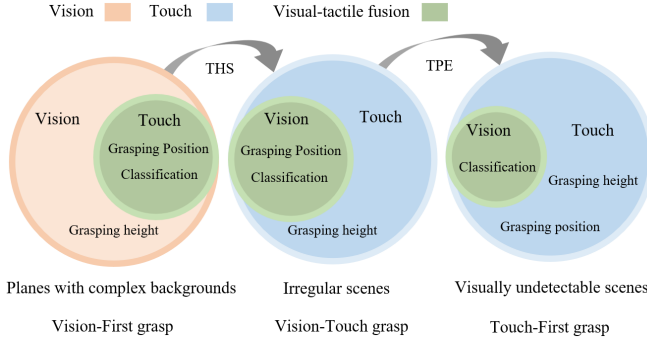 Vision Touch Visual-tactile fusion
THS TPE
Vision Touch Grasping Position Classification Grasping height
Vision Grasping Position Classification Touch Grasping height
Vision Classification Touch Grasping height Grasping position
Planes with complex backgrounds Irregular scenes Visually undetectable scenes
Vision-First grasp Vision-Touch grasp Touch-First grasp